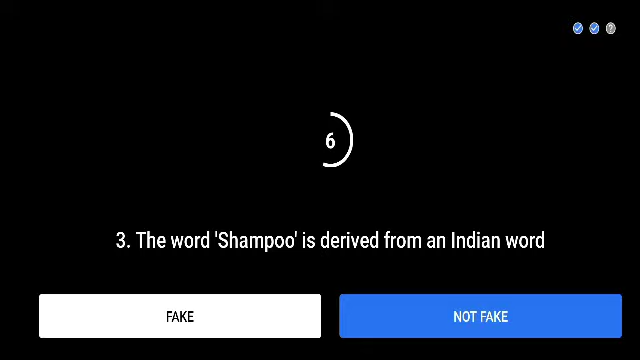 6
3. The word 'Shampoo' is derived from an Indian word
FAKE
NOT FAKE